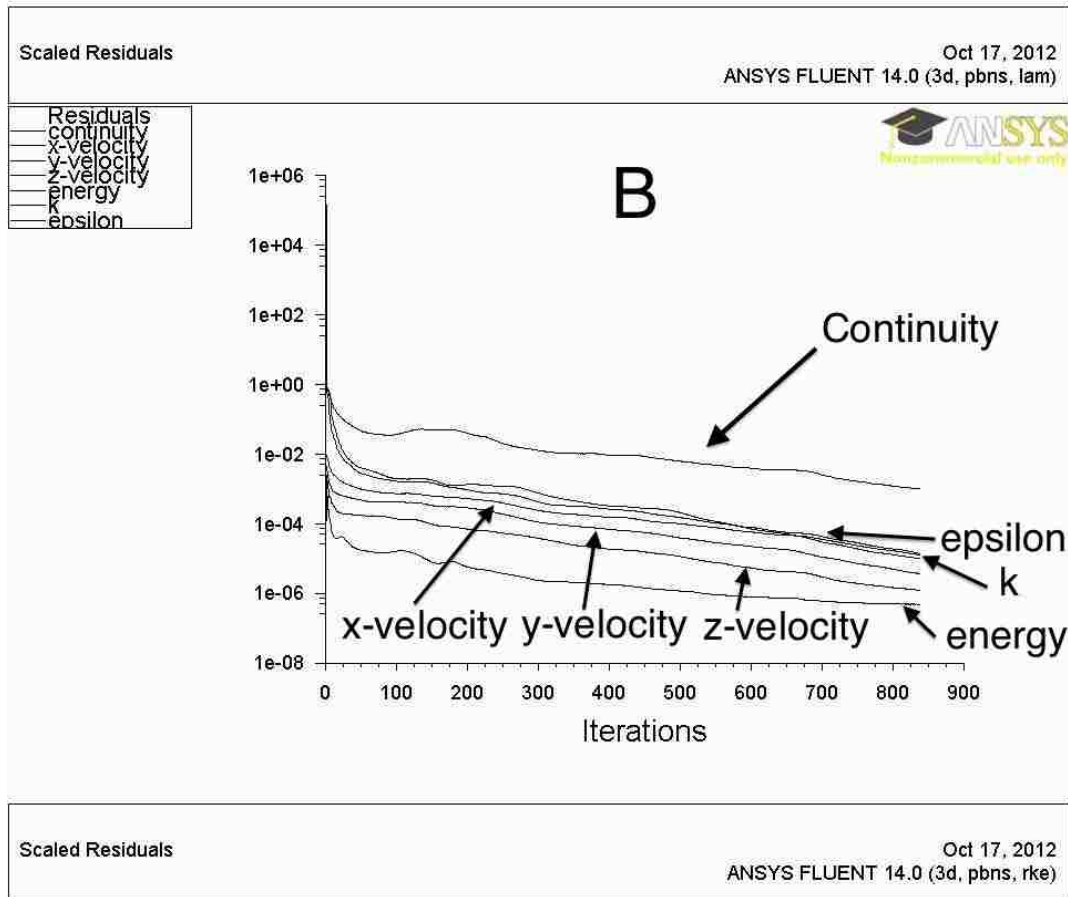 Scaled Residuals
Oct 17, 2012
ANSYS FLUENT 14.0 (3d, pbns, lam)
Residuals
continuity
x-velocity
y-velocity
z-velocity
energy
k
epsilon
ANSYS
Noncommercial use only
B
1e+06
1e+04
1e+02
1e+00
1e-02
1e-04
1e-06
1e-08
Continuity
epsilon
k
x-velocity y-velocity z-velocity energy
0 100 200 300 400 500 600 700 800 900
Iterations
Scaled Residuals
Oct 17, 2012
ANSYS FLUENT 14.0 (3d, pbns, rke)